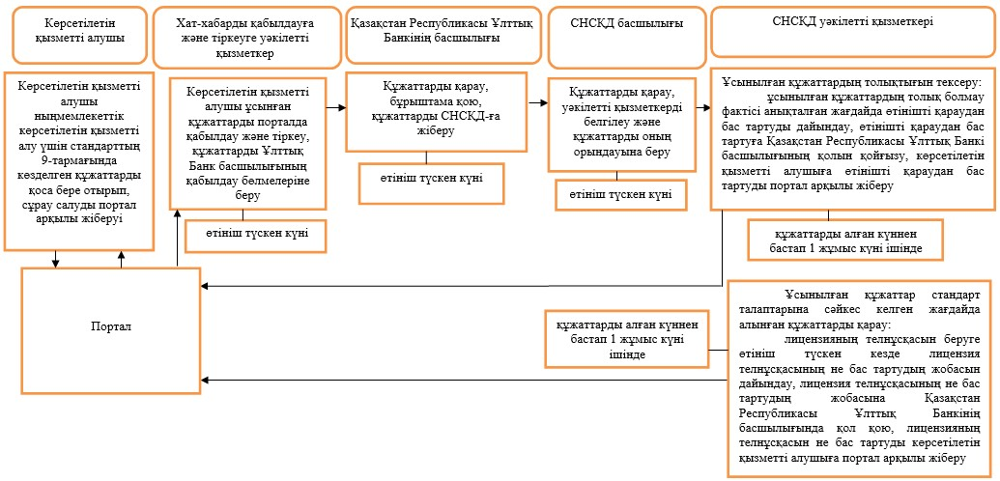 Көрсетілетін
қызметті алушы
Хат-хабарды қабылдауға
және тіркеуге уәкілетті
қызметкер
Қазақстан Республикасы Ұлттық
Банкінің басшылығы
СНСҚД басшылығы
СНСҚД уәкілетті қызметкері
Көрсетілетін қызметті
алушы
ныңмемлекеттік
көрсетілетін қызметті
алу үшін стандарттың
9-тармағында
көзделген құжаттарды
қоса бере отырып,
сұрау салуды портал
арқылы жіберуі
Көрсетілетін қызметті
алушы ұсынған
құжаттарды порталда
қабылдау және тіркеу,
құжаттарды Ұлттық
Банк басшылығының
қабылдау бөлмелеріне
беру
өтініш түскен күні
Құжаттарды қарау,
бұрыштама қою,
құжаттарды СНСҚД-ға
жіберу
өтініш түскен күні
Құжаттарды қарау,
уәкілетті қызметкерді
белгілеу және
құжаттарды оның
орындауына беру
өтініш түскен күні
Ұсынылған құжаттардың толықтығын тексеру:
ұсынылған құжаттардың толық болмау
фактісі анықталған жағдайда өтінішті қараудан
бас тартуды дайындау, өтінішті қараудан бас
тартуға Қазақстан Республикасы Ұлттық Банкі
басшылығының қолын қойғызу, көрсетілетін
қызметті алушыға өтінішті қараудан бас
тартуды портал арқылы жіберу
құжаттарды алған күннен
бастап 1 жұмыс күні ішінде
Портал
құжаттарды алған күннен
бастап 1 жұмыс күні
ішінде
Ұсынылған құжаттар стандарт
талаптарына сәйкес келген жағдайда
алынған құжаттарды қарау:
лицензияның телнұсқасын беруге
өтініш түскен кезде лицензия
телнұсқасының не бас тартудың жобасын
дайындау, лицензия телнұсқасының не бас
тартудың жобасына Қазақстан
Республикасы Ұлттық Банкінің
басшылығында қол қою, лицензияның
телнұсқасын не бас тартуды көрсетілетін
қызметті алушыға портал арқылы жіберу